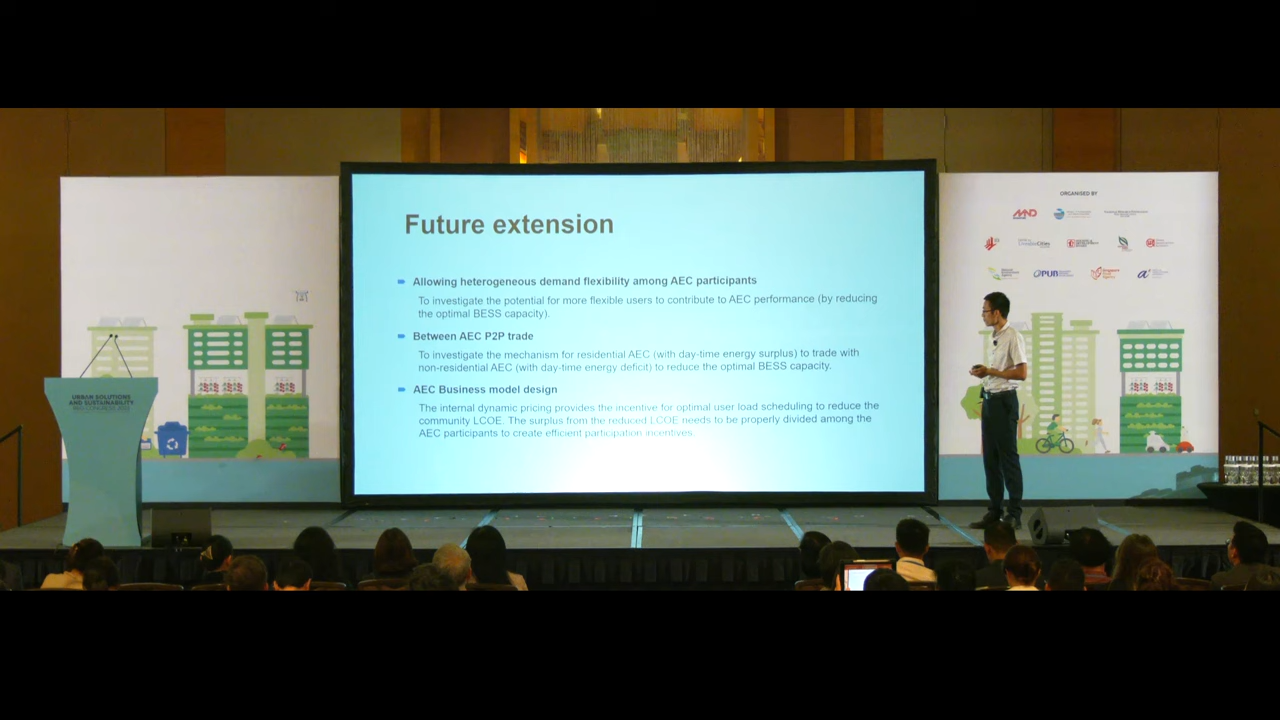 Future extension
Allowing heterogeneous demand flexibility among AEC participants
To investigate the potential for more flexible users to contribute to AEC performance (by reducing
the optimal BESS capacity).
Between AEC P2P trade
To investigate the mechanism for residential AEC (with day-time energy surplus) to trade with
non-residential AEC (with day-time energy deficit) to reduce the optimal BESS capacity.
AEC Business model design
The internal dynamic pricing provides the incentive for optimal user load scheduling to reduce the
community LCOE. The surplus from the reduced LCOE needs to be properly divided among the
AEC participants to create efficient participation incentives.
URBAN SOLUTIONS
AND SUSTAINABILITY
ORGANISED BY
MND
PUB